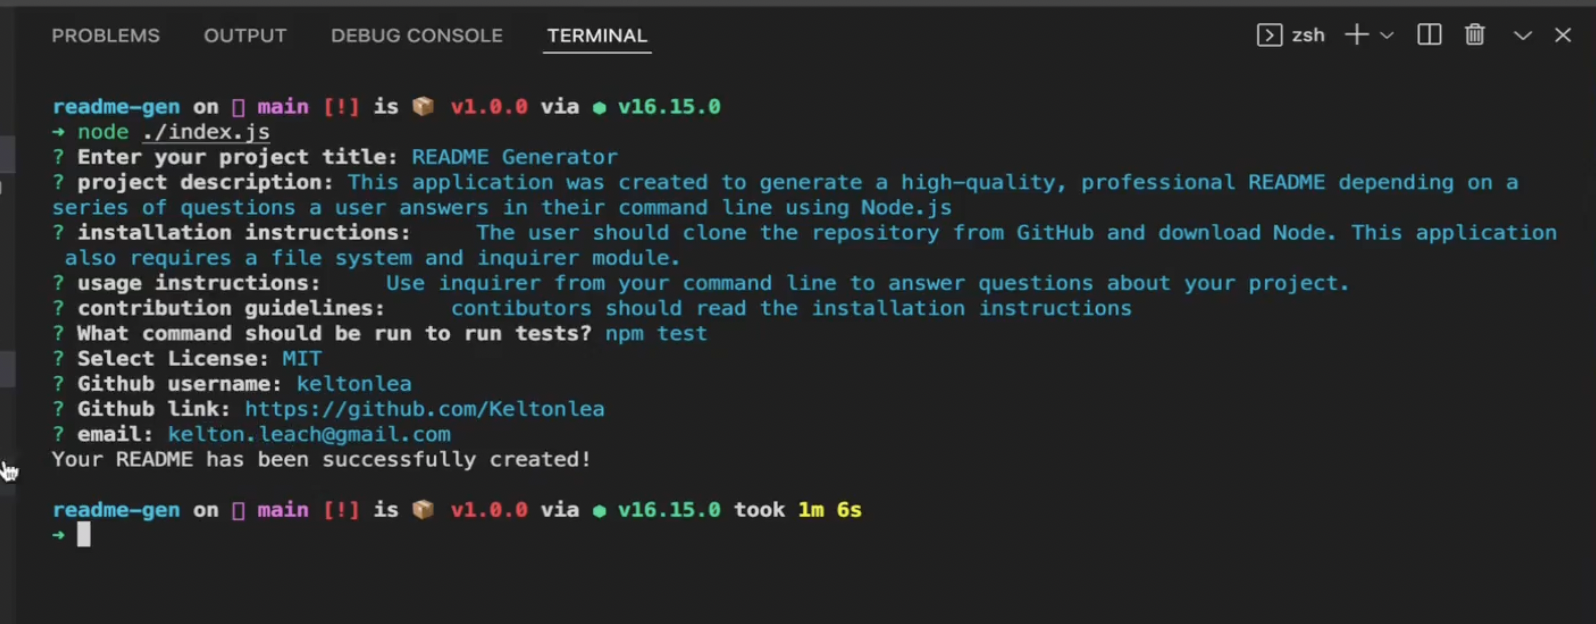 PROBLEMS OUTPUT DEBUG CONSOLE TERMINAL zsh
readme-gen on main [!] is 📦 v1.0.0 via ⬢ v16.15.0
➜ node ./index.js
? Enter your project title: README Generator
? project description: This application was created to generate a high-quality, professional README depending on a
series of questions a user answers in their command line using Node.js
? installation instructions: The user should clone the repository from GitHub and download Node. This application
also requires a file system and inquirer module.
? usage instructions: Use inquirer from your command line to answer questions about your project.
? contribution guidelines: contibutors should read the installation instructions
? What command should be run to run tests? npm test
? Select License: MIT
? Github username: keltonlea
? Github link: https://github.com/Keltonlea
? email: kelton.leach@gmail.com
Your README has been successfully created!
readme-gen on main [!] is 📦 v1.0.0 via ⬢ v16.15.0 took 1m 6s
➜